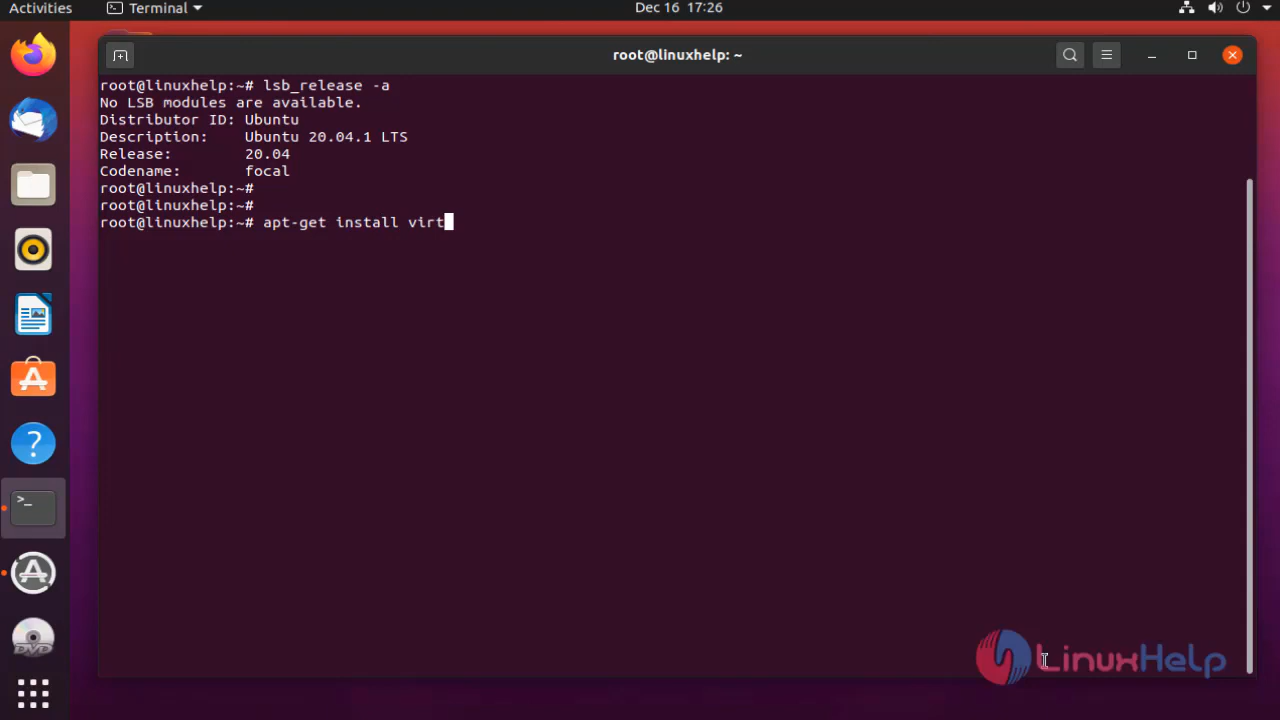 Activities
Terminal
Dec 16 17:26
root@linuxhelp: ~
root@linuxhelp:~# lsb_release -a
No LSB modules are available.
Distributor ID: Ubuntu
Description: Ubuntu 20.04.1 LTS
Release: 20.04
Codename: focal
root@linuxhelp:~#
root@linuxhelp:~#
root@linuxhelp:~# apt-get install virt
>_
?
DVD
LinuxHelp